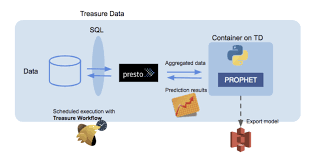 Treasure Data
SQL
Container on TD
Data
presto
Aggregated data
Prediction results
PROPHET
Scheduled execution with
Treasure Workflow
Export model